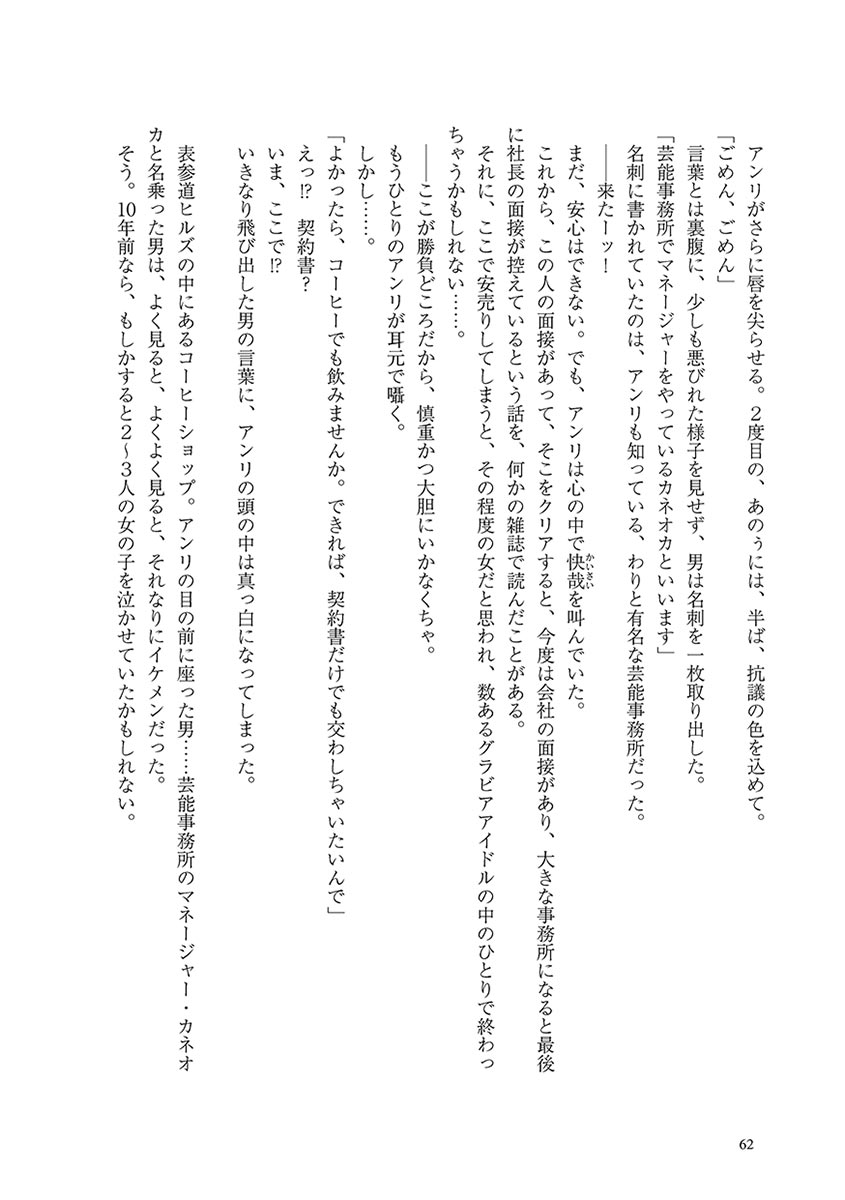 アンリがさらに唇を尖らせる。２度目の、あのぅには、半ば、抗議の色を込めて。
「ごめん、ごめん」
言葉とは裏腹に、少しも悪びれた様子を見せず、男は名刺を一枚取り出した。
「芸能事務所でマネージャーをやっているカネオカといいます」
名刺に書かれていたのは、アンリも知っている、わりと有名な芸能事務所だった。
――来たーッ！
まだ、安心はできない。でも、アンリは心の中で快哉を叫んでいた。
かいさい
これから、この人の面接があって、そこをクリアすると、今度は会社の面接があり、大きな事務所になると最後
に社長の面接が控えているという話を、何かの雑誌で読んだことがある。
それに、ここで安売りしてしまうと、その程度の女だと思われ、数あるグラビアアイドルの中のひとりで終わっ
ちゃうかもしれない……。
――ここが勝負どころだから、慎重かつ大胆にいかなくちゃ。
もうひとりのアンリが耳元で囁く。
しかし……。
「よかったら、コーヒーでも飲みませんか。できれば、契約書だけでも交わしちゃいたいんで」
えっ!?　契約書？
いま、ここで!?
いきなり飛び出した男の言葉に、アンリの頭の中は真っ白になってしまった。
表参道ヒルズの中にあるコーヒーショップ。アンリの目の前に座った男……芸能事務所のマネージャー・カネオ
カと名乗った男は、よく見ると、よくよく見ると、それなりにイケメンだった。
そう。10年前なら、もしかすると２～３人の女の子を泣かせていたかもしれない。
62